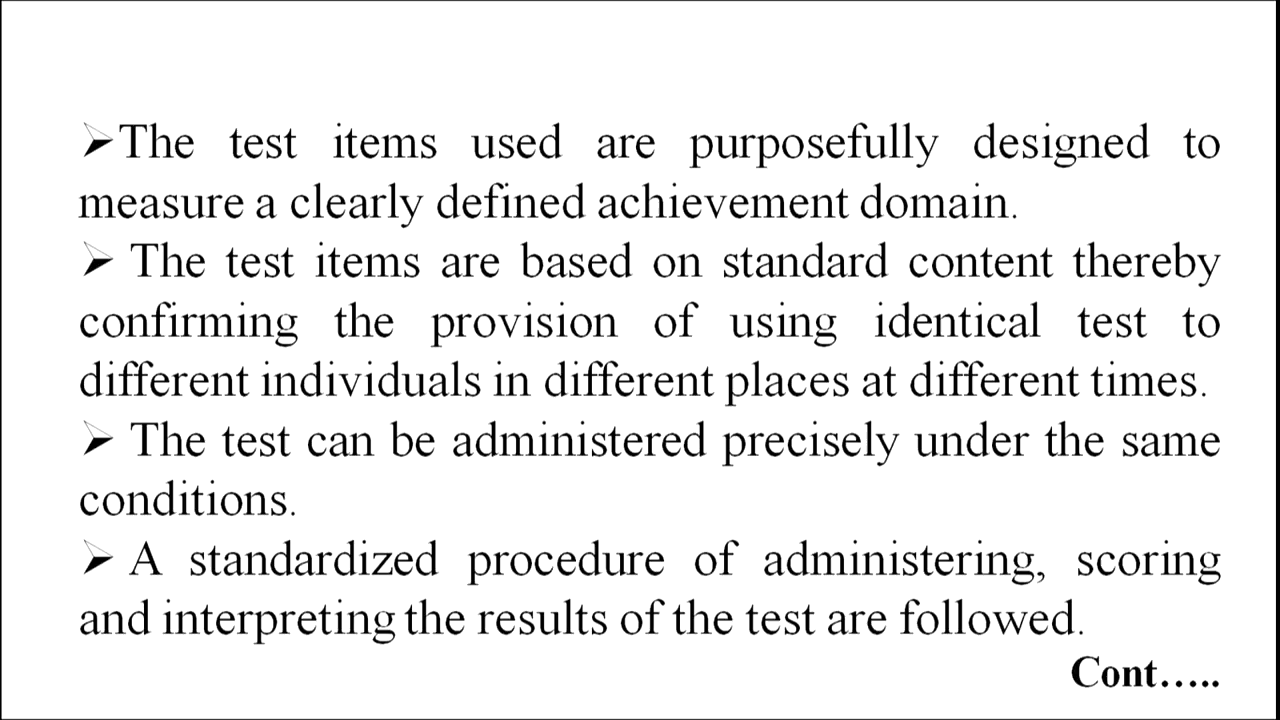 ➢The test items used are purposefully designed to
measure a clearly defined achievement domain.
➢ The test items are based on standard content thereby
confirming the provision of using identical test to
different individuals in different places at different times.
➢ The test can be administered precisely under the same
conditions.
➢ A standardized procedure of administering, scoring
and interpreting the results of the test are followed.
Cont…..